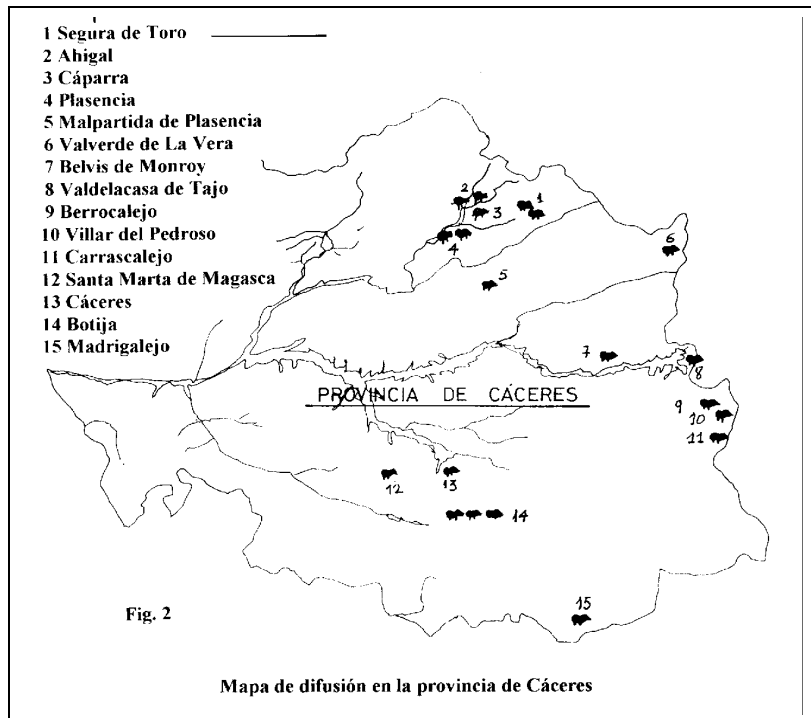 1 Segura de Toro
2 Ahigal
3 Cáparra
4 Plasencia
5 Malpartida de Plasencia
6 Valverde de La Vera
7 Belvis de Monroy
8 Valdelacasa de Tajo
9 Berrocalejo
10 Villar del Pedroso
11 Carrascalejo
12 Santa Marta de Magasca
13 Cáceres
14 Botija
15 Madrigalejo
2
1
3
4
6
5
7
8
PROVINCIA DE CÁCERES
9
10
11
12
13
14
15
Fig. 2
Mapa de difusión en la provincia de Cáceres